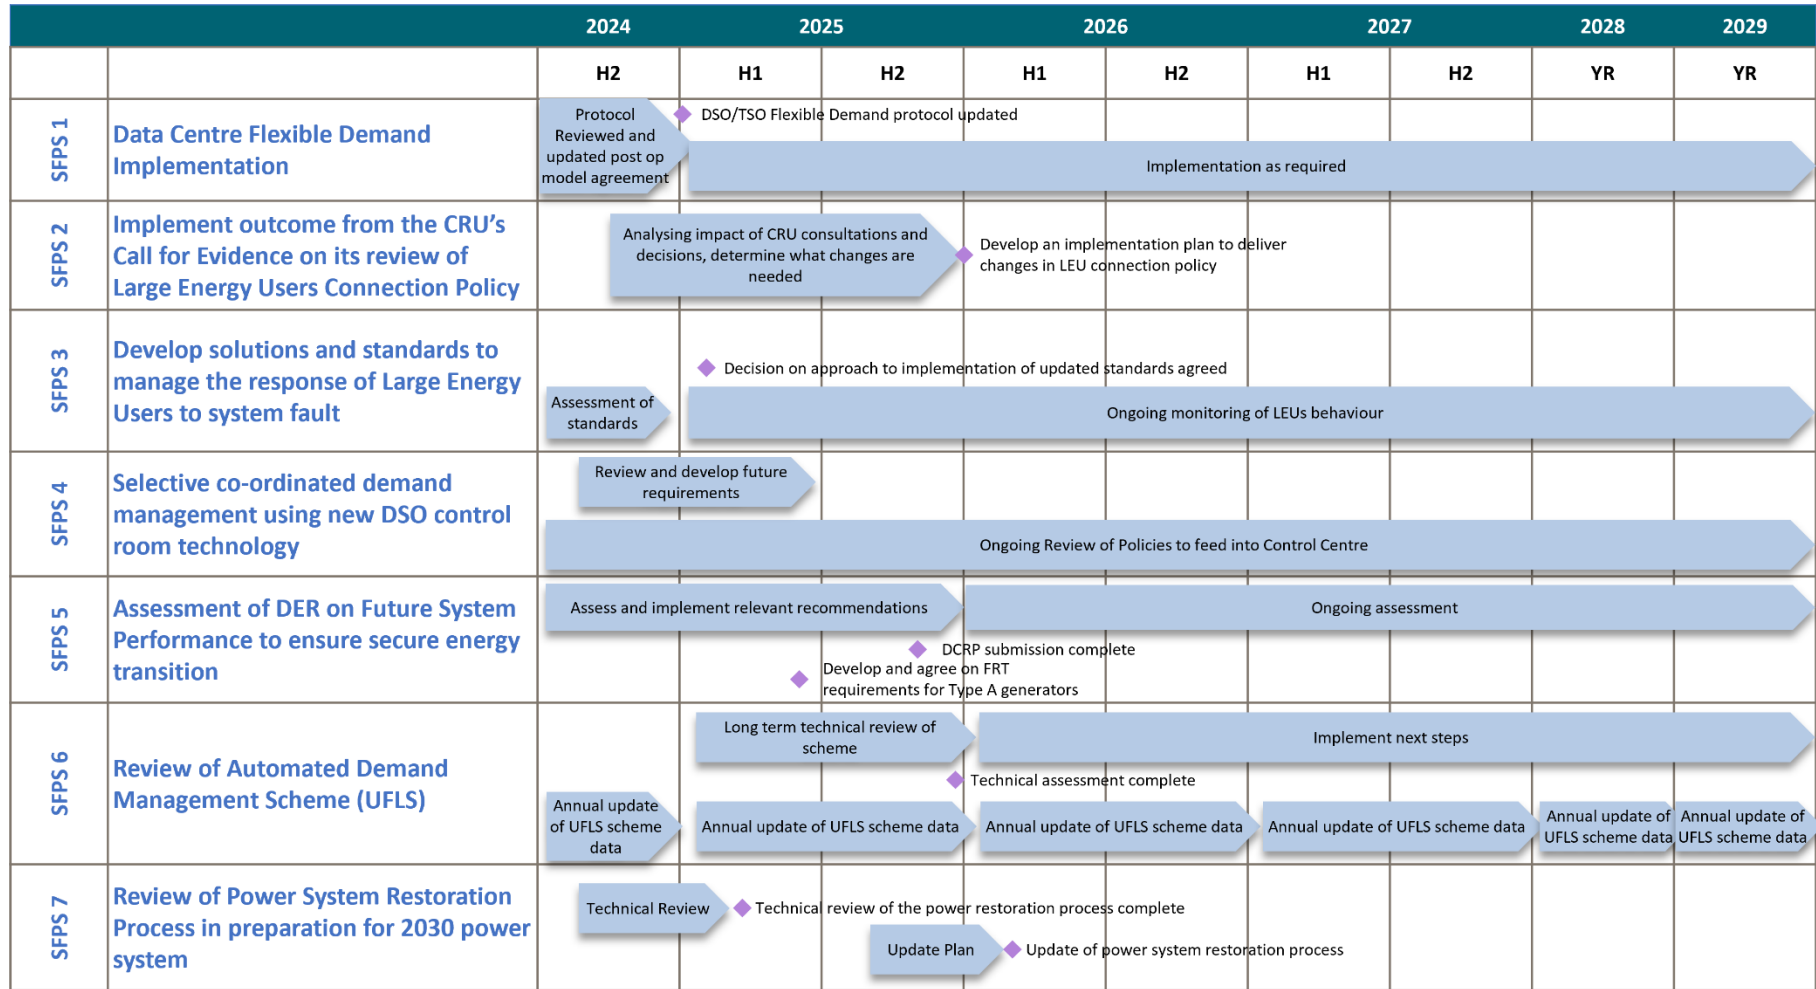 2024 2025 2026 2027 2028 2029
H2 H1 H2 H1 H2 H1 H2 YR YR
SFPS 1
Data Centre Flexible Demand
Implementation
Protocol
Reviewed and
updated post op
model agreement
DSO/TSO Flexible Demand protocol updated
Implementation as required
SFPS 2
Implement outcome from the CRU's
Call for Evidence on its review of
Large Energy Users Connection Policy
Analysing impact of CRU consultations and
decisions, determine what changes are
needed
Develop an implementation plan to deliver
changes in LEU connection policy
SFPS 3
Develop solutions and standards to
manage the response of Large Energy
Users to system fault
Decision on approach to implementation of updated standards agreed
Assessment of
standards
Ongoing monitoring of LEUs behaviour
SFPS 4
Selective co-ordinated demand
management using new DSO control
room technology
Review and develop future
requirements
Ongoing Review of Policies to feed into Control Centre
SFPS 5
Assessment of DER on Future System
Performance to ensure secure energy
transition
Assess and implement relevant recommendations
Ongoing assessment
DCRP submission complete
Develop and agree on FRT
requirements for Type A generators
SFPS 6
Review of Automated Demand
Management Scheme (UFLS)
Long term technical review of
scheme
Implement next steps
Technical assessment complete
Annual update
of UFLS scheme
data
Annual update of UFLS scheme data
Annual update of UFLS scheme data
Annual update of UFLS scheme data
Annual update of
UFLS scheme data
Annual update of
UFLS scheme data
SFPS 7
Review of Power System Restoration
Process in preparation for 2030 power
system
Technical Review
Technical review of the power restoration process complete
Update Plan
Update of power system restoration process